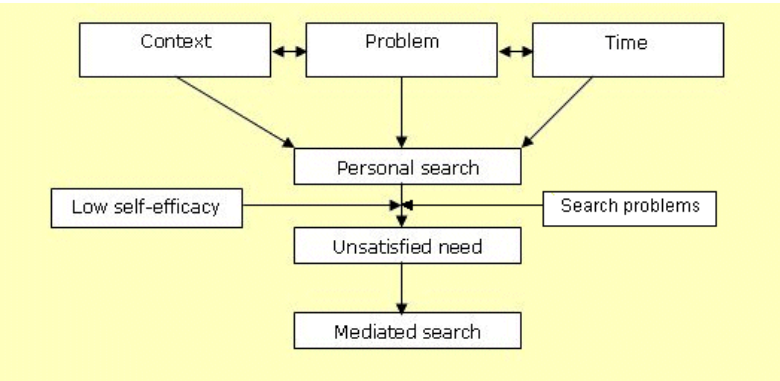 Context
Problem
Time
Personal search
Low self-efficacy
Search problems
Unsatisfied need
Mediated search